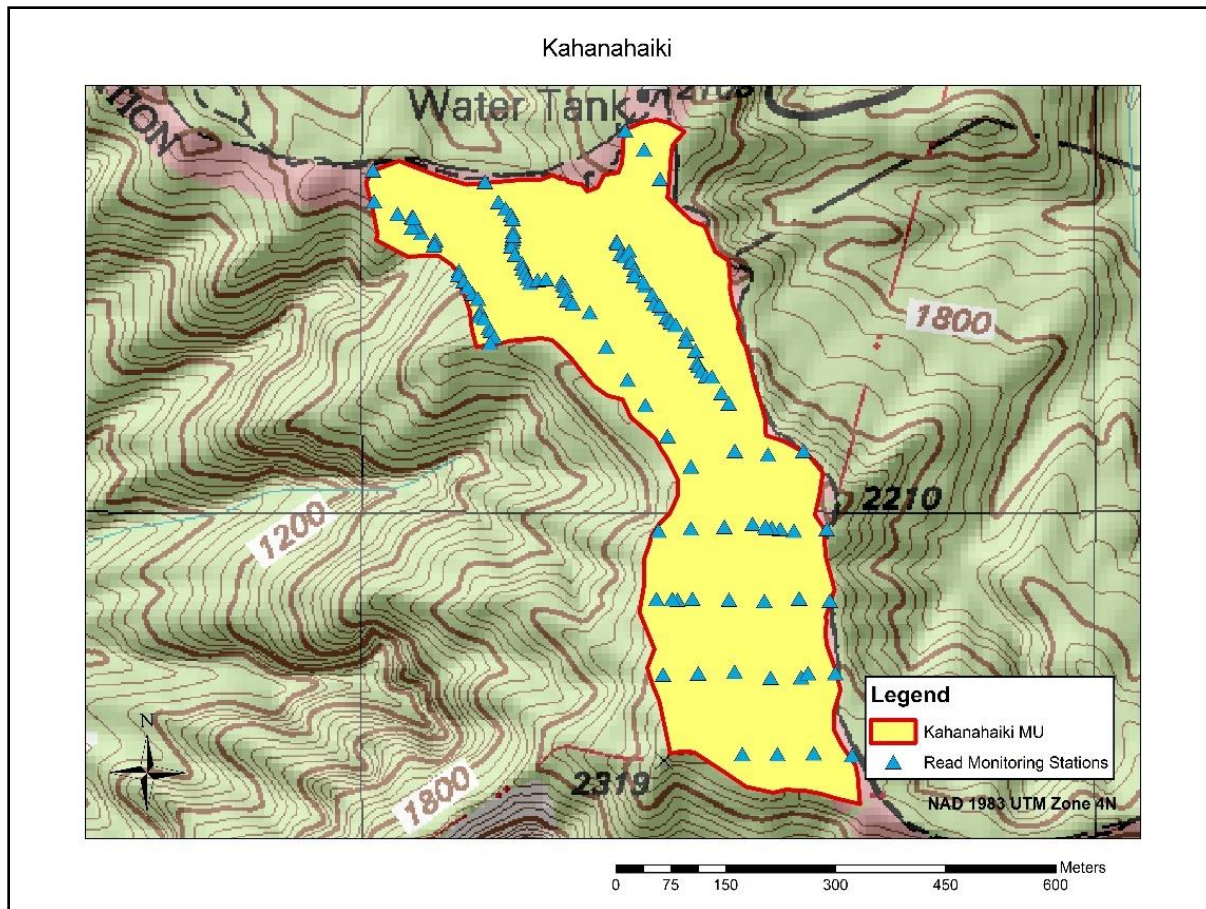 Kahanahaiki
Water Tank
1800
2210
1200
Legend
Kahanahaiki MU
Read Monitoring Stations
NAD 1983 UTM Zone 4N
N
2319
1800
Meters
0 75 150 300 450 600